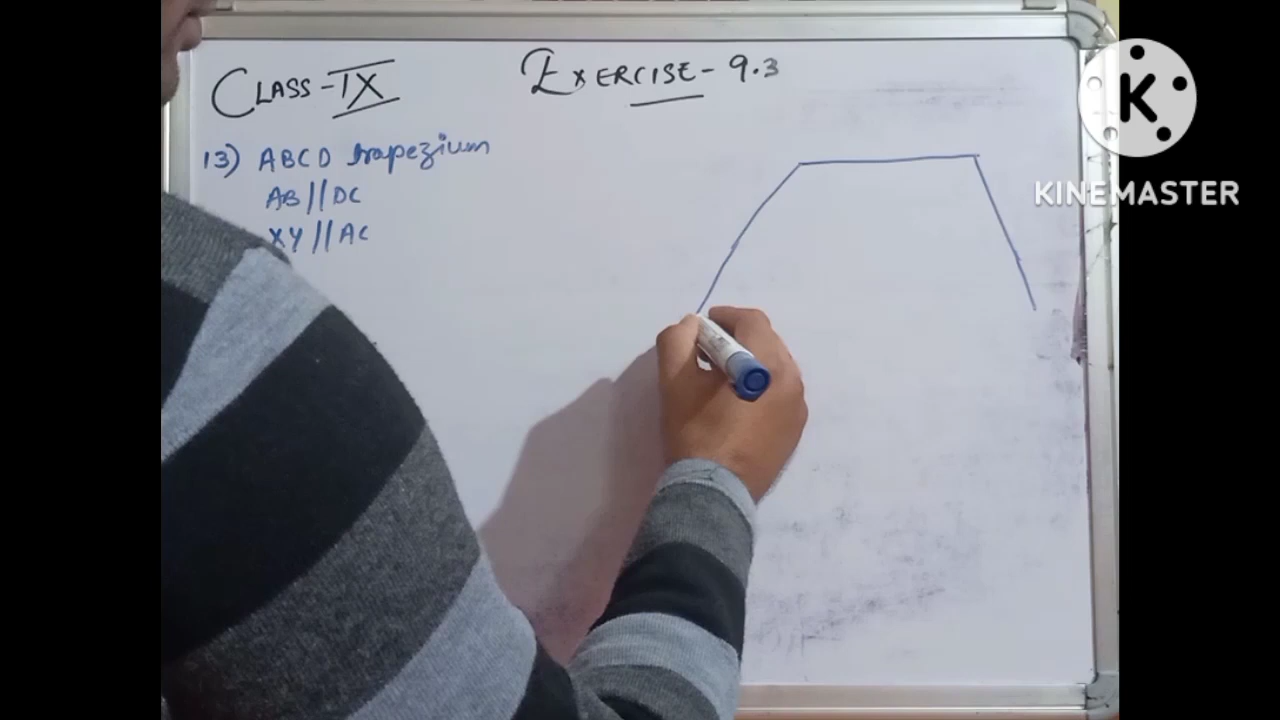 CLASS-IX
EXERCISE-9.3
13) ABCD trapezium
AB//DC
XY//AC
K
KINEMASTER